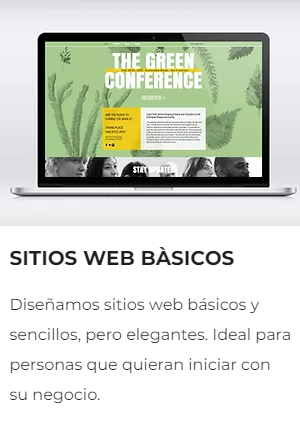 THE GREEN
CONFERENCE
REGISTER >
STAY UPDATED
SITIOS WEB BÀSICOS
Diseñamos sitios web básicos y
sencillos, pero elegantes. Ideal para
personas que quieran iniciar con
su negocio.